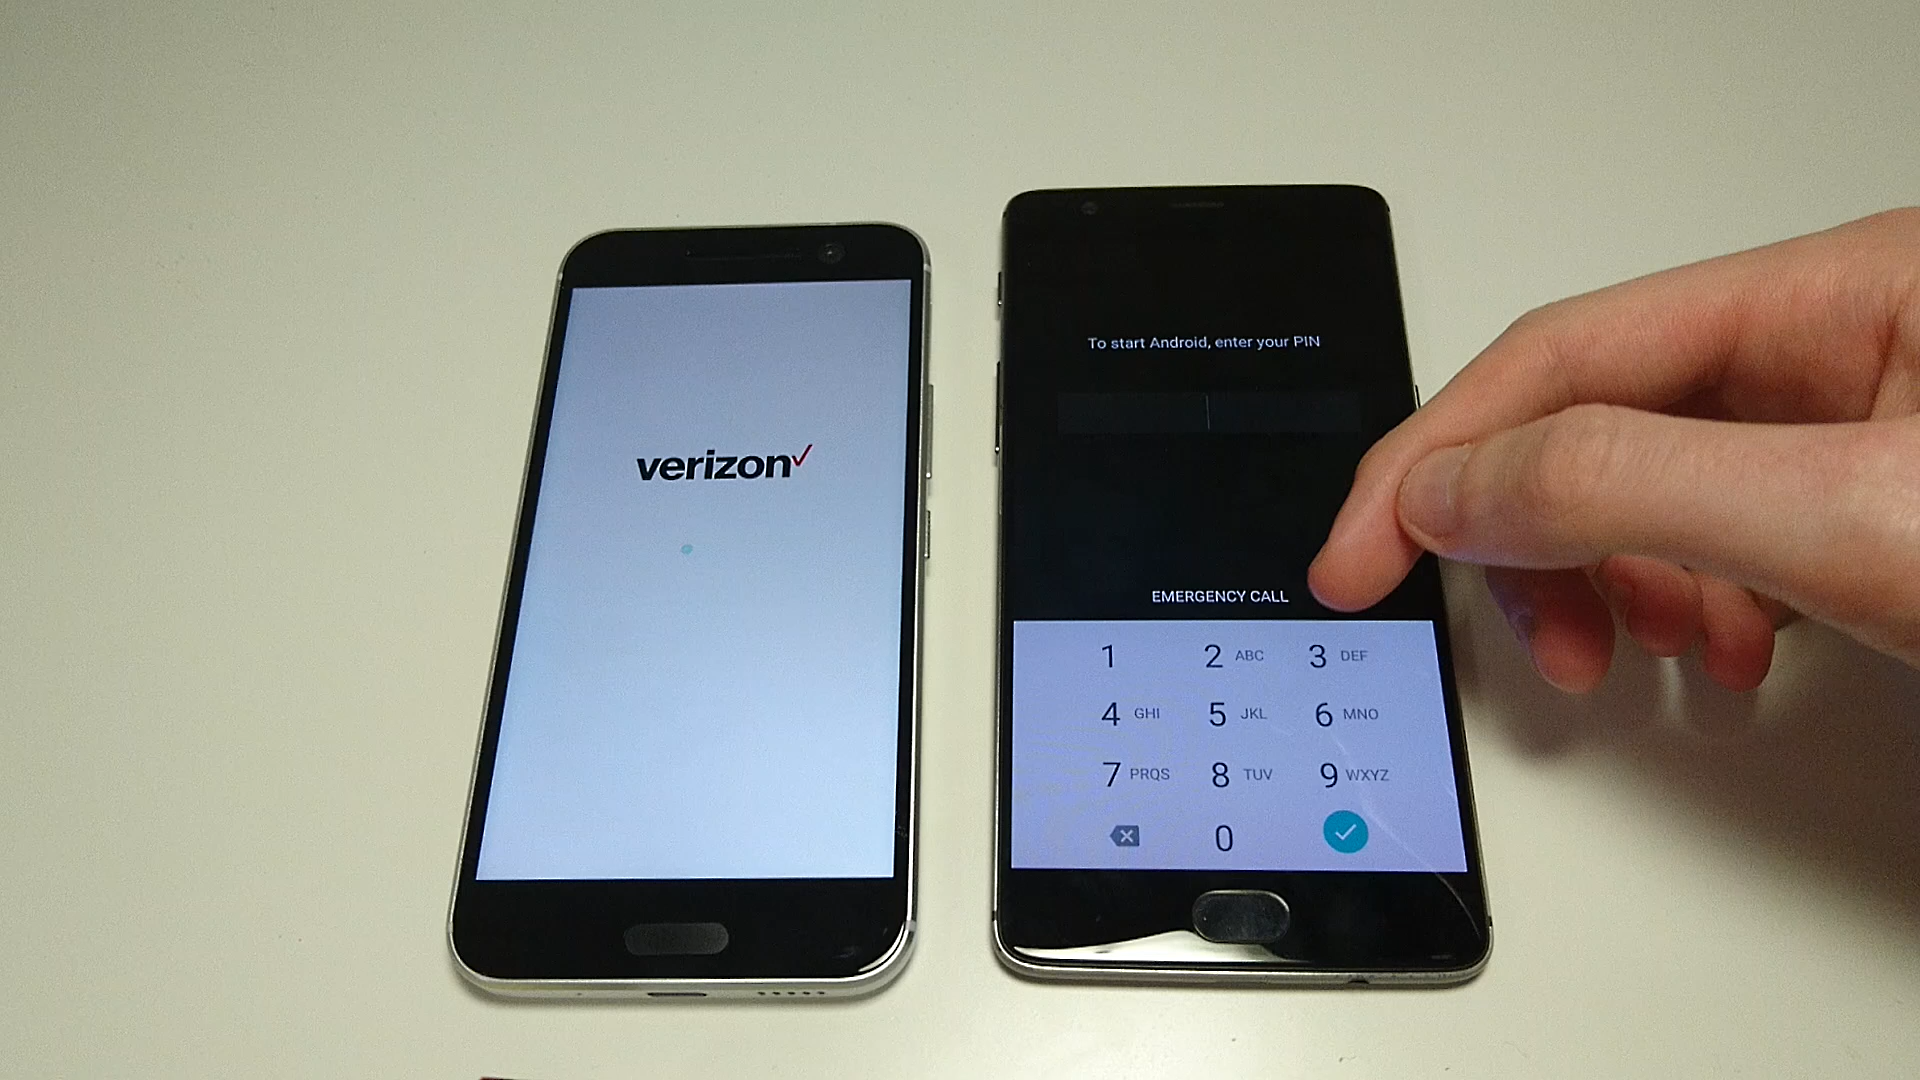 verizon
To start Android, enter your PIN
EMERGENCY CALL
1 2 ABC 3 DEF
4 GHI 5 JKL 6 MNO
7 PRQS 8 TUV 9 WXYZ
0